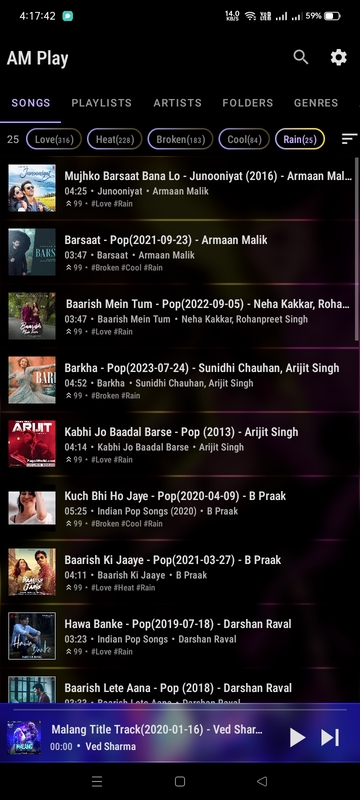 4:17:42
14.0 KB/S 59%
AM Play
SONGS PLAYLISTS ARTISTS FOLDERS GENRES
25 Love(316) Heat(228) Broken(183) Cool(84) Rain(25)
Mujhko Barsaat Bana Lo - Junooniyat (2016) - Armaan Mal...
04:25 • Junooniyat • Armaan Malik
99 • #Love #Rain
Barsaat - Pop(2021-09-23) - Armaan Malik
03:47 • Barsaat • Armaan Malik
99 • #Broken #Cool #Rain
Baarish Mein Tum - Pop(2022-09-05) - Neha Kakkar, Roha...
03:47 • Baarish Mein Tum • Neha Kakkar, Rohanpreet Singh
99 • #Love #Rain
Barkha - Pop(2023-07-24) - Sunidhi Chauhan, Arijit Singh
04:52 • Barkha • Sunidhi Chauhan, Arijit Singh
99 • #Broken #Rain
Kabhi Jo Baadal Barse - Pop (2013) - Arijit Singh
04:14 • Kabhi Jo Baadal Barse • Arijit Singh
99 • #Love #Rain
Kuch Bhi Ho Jaye - Pop(2020-04-09) - B Praak
05:25 • Indian Pop Songs (2020) • B Praak
99 • #Broken #Cool #Rain
Baarish Ki Jaaye - Pop(2021-03-27) - B Praak
04:11 • Baarish Ki Jaaye • B Praak
99 • #Love #Heat #Rain
Hawa Banke - Pop(2019-07-18) - Darshan Raval
03:23 • Indian Pop Songs • Darshan Raval
99 • #Love #Rain
Baarish Lete Aana - Pop (2018) - Darshan Raval
Malang Title Track(2020-01-16) - Ved Shar...
00:00 • Ved Sharma